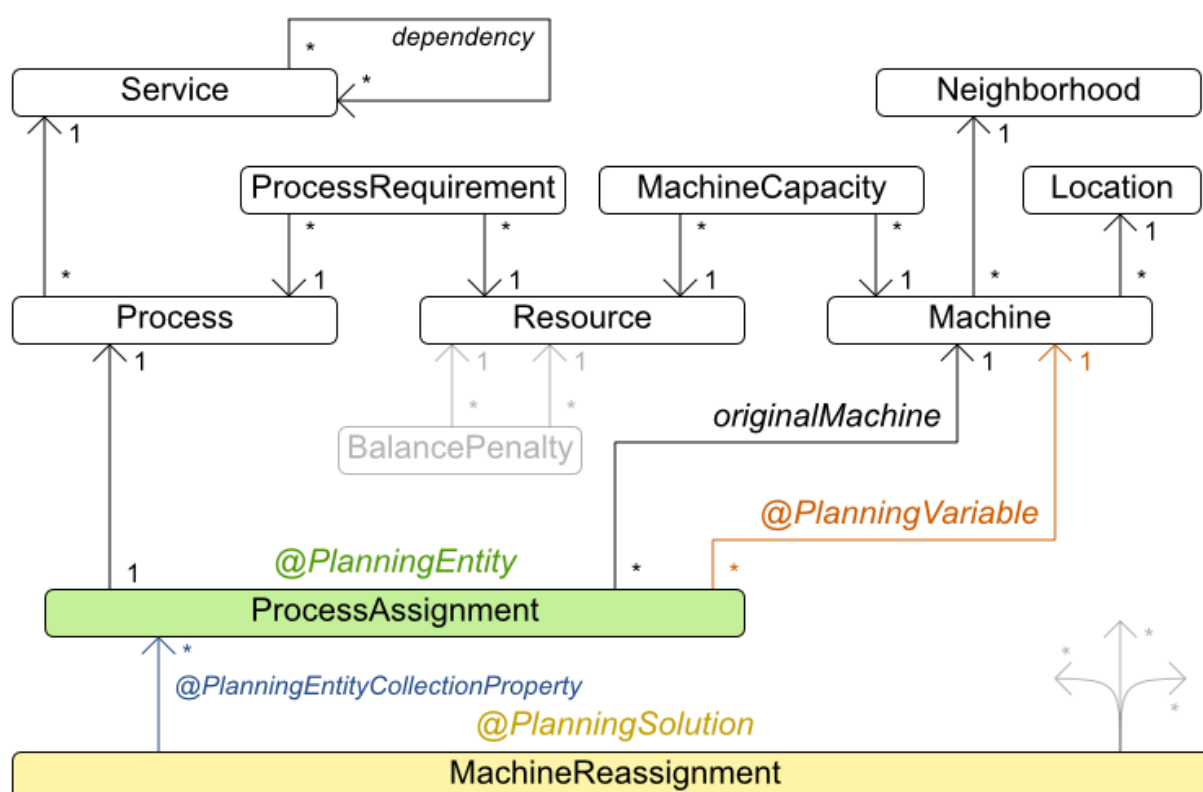 dependency
*
*
Service
Neighborhood
1
1
ProcessRequirement
MachineCapacity
Location
* * * * 1
* * *
1 1 1 1
Process
Resource
Machine
1 1 1 1 1
* *
originalMachine
BalancePenalty
@PlanningVariable
@PlanningEntity
1 * *
ProcessAssignment
*
* * *
@PlanningEntityCollectionProperty
@PlanningSolution
MachineReassignment